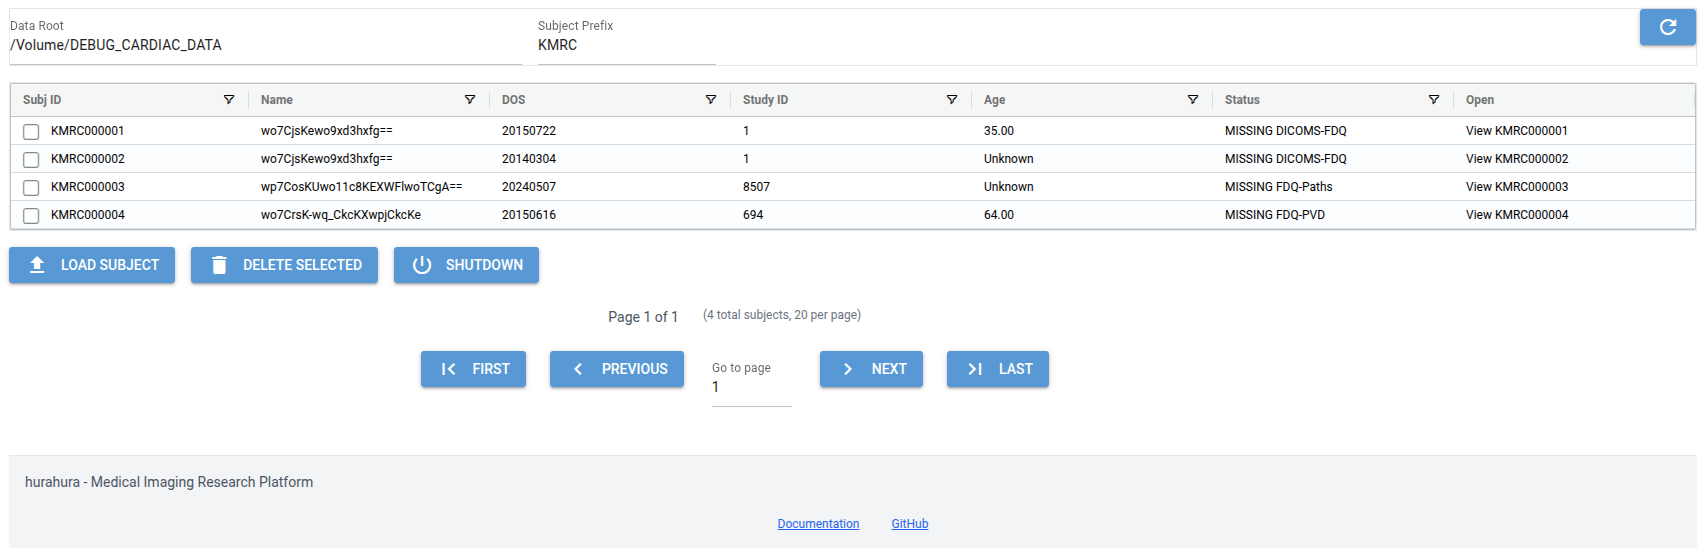 Data Root
/Volume/DEBUG_CARDIAC_DATA
Subject Prefix
KMRC
Subj ID Name DOS Study ID Age Status Open
KMRC000001 wo7CjsKewo9xd3hxfg== 20150722 1 35.00 MISSING DICOMS-FDQ View KMRC000001
KMRC000002 wo7CjsKewo9xd3hxfg== 20140304 1 Unknown MISSING DICOMS-FDQ View KMRC000002
KMRC000003 wp7CosKUwo11c8KEXWFlwoTCgA== 20240507 8507 Unknown MISSING FDQ-Paths View KMRC000003
KMRC000004 wo7CrsK-wq_CkcKXwpjCkcKe 20150616 694 64.00 MISSING FDQ-PVD View KMRC000004
LOAD SUBJECT DELETE SELECTED SHUTDOWN
Page 1 of 1 (4 total subjects, 20 per page)
FIRST PREVIOUS Go to page 1 NEXT LAST
hurahura - Medical Imaging Research Platform
Documentation GitHub